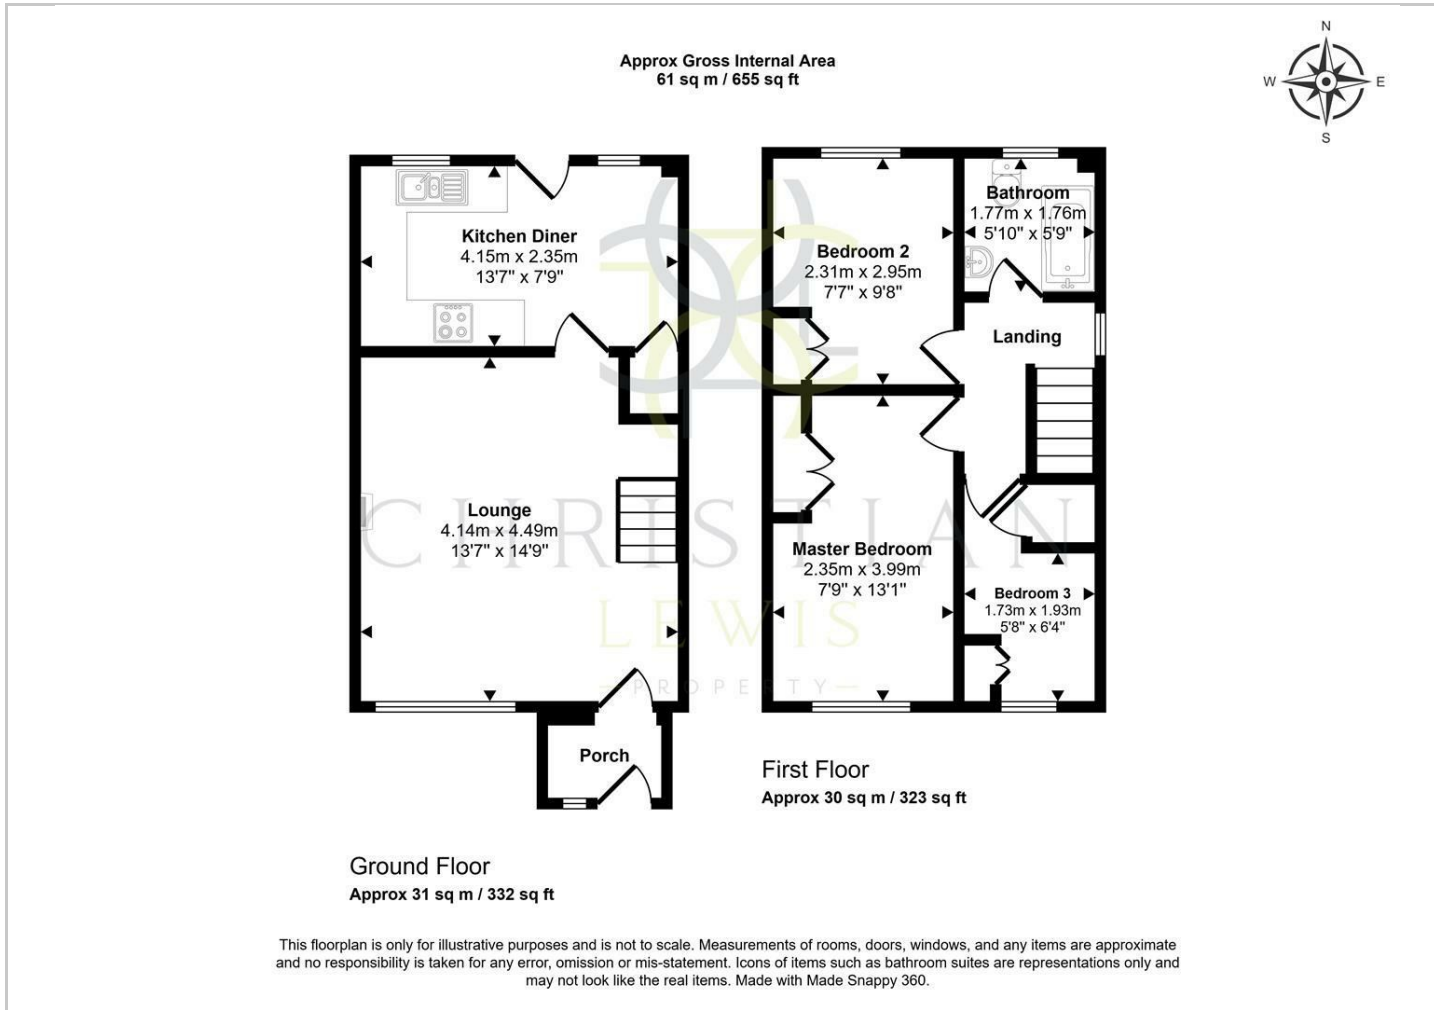 Approx Gross Internal Area
61 sq m / 655 sq ft
N
W
E
S
Kitchen Diner
4.15m x 2.35m
13'7" x 7'9"
Lounge
4.14m x 4.49m
13'7" x 14'9"
Porch
Bedroom 2
2.31m x 2.95m
7'7" x 9'8"
Bathroom
1.77m x 1.76m
5'10" x 5'9"
Landing
Master Bedroom
2.35m x 3.99m
7'9" x 13'1"
Bedroom 3
1.73m x 1.93m
5'8" x 6'4"
CHRISTIAN
LEWIS
PROPERTY
First Floor
Approx 30 sq m / 323 sq ft
Ground Floor
Approx 31 sq m / 332 sq ft
This floorplan is only for illustrative purposes and is not to scale. Measurements of rooms, doors, windows, and any items are approximate
and no responsibility is taken for any error, omission or mis-statement. Icons of items such as bathroom suites are representations only and
may not look like the real items. Made with Made Snappy 360.